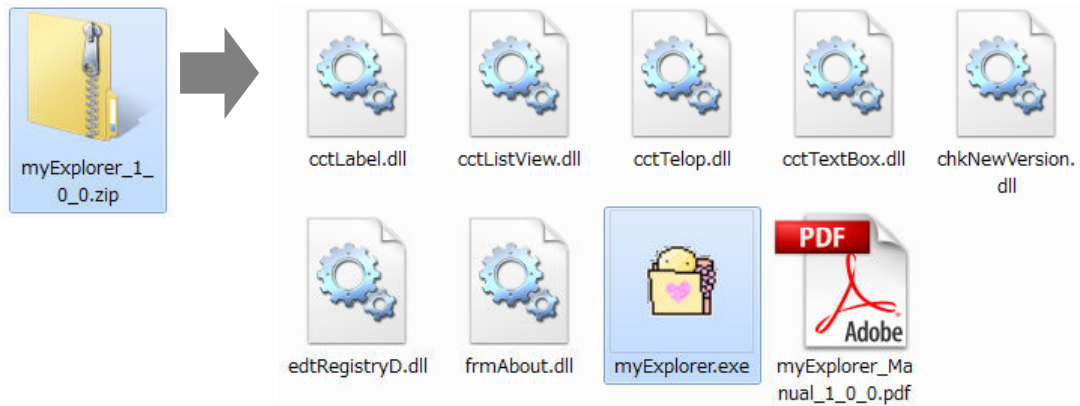 myExplorer_1_
0_0.zip
cctLabel.dll
cctListView.dll
cctTelop.dll
cctTextBox.dll
chkNewVersion.
dll
edtRegistryD.dll
frmAbout.dll
myExplorer.exe
PDF
Adobe
myExplorer_Ma
nual_1_0_0.pdf